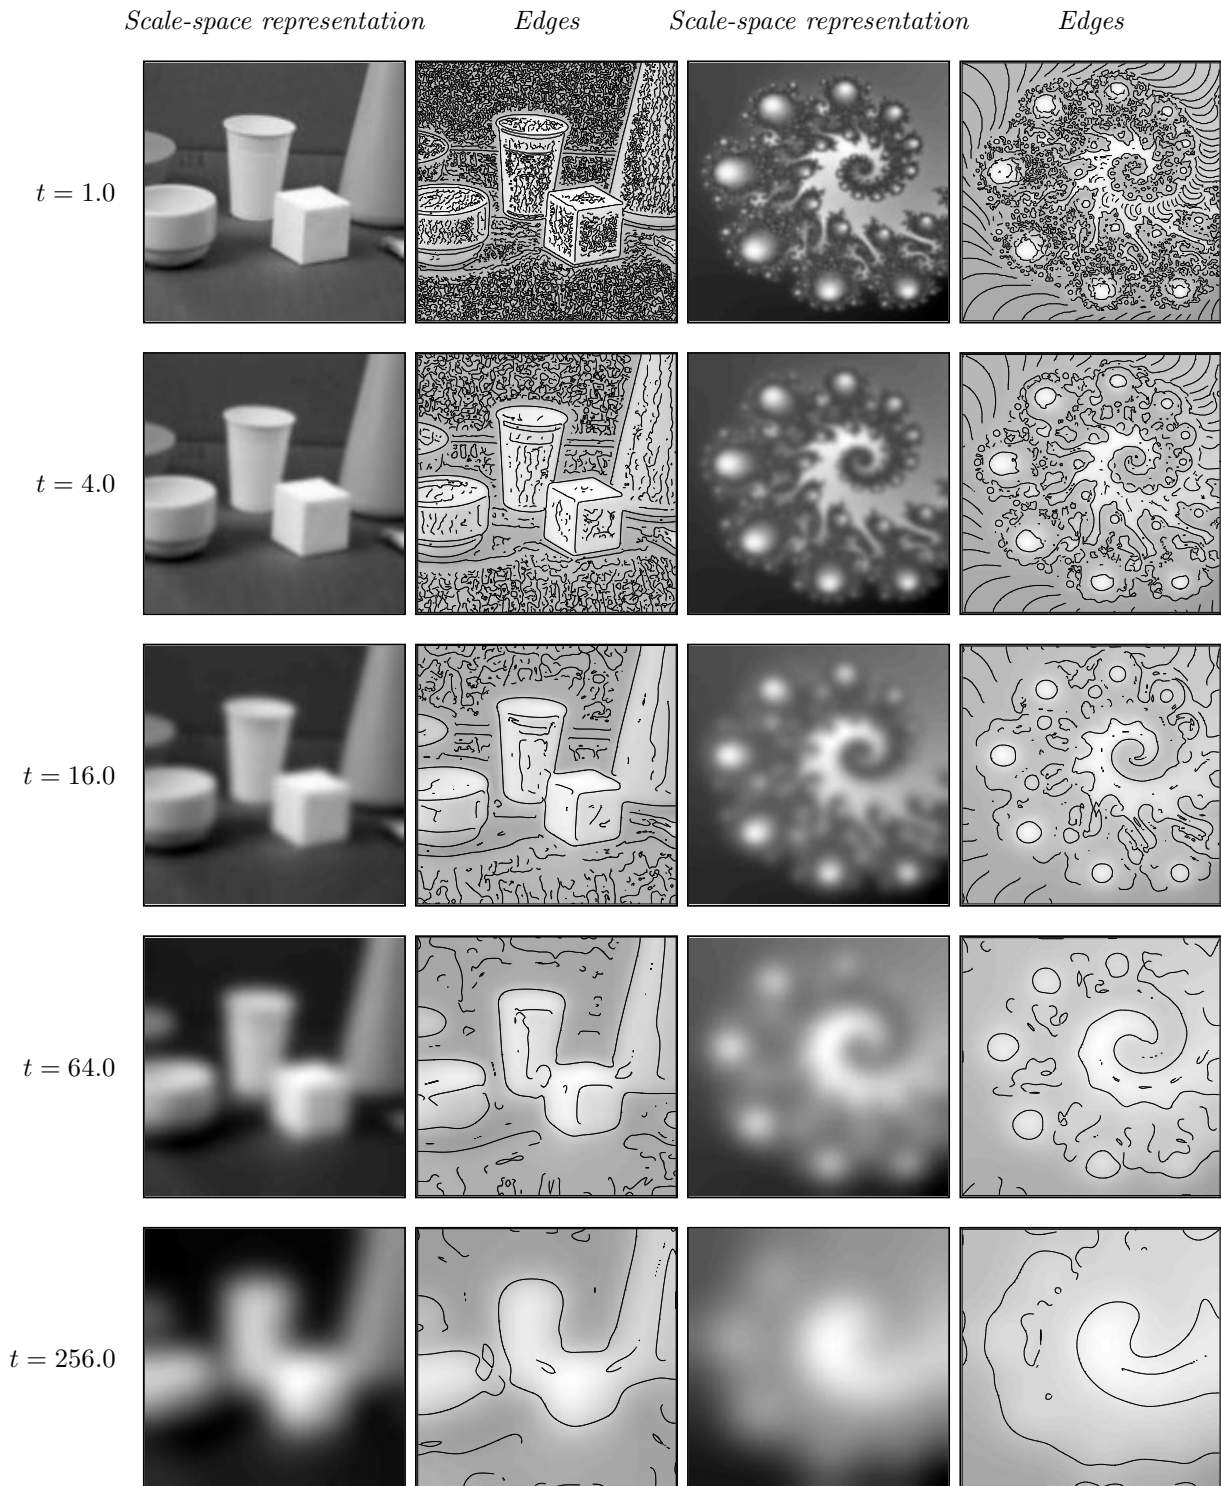 Scale-space representation Edges Scale-space representation Edges
t = 1.0
t = 4.0
t = 16.0
t = 64.0
t = 256.0